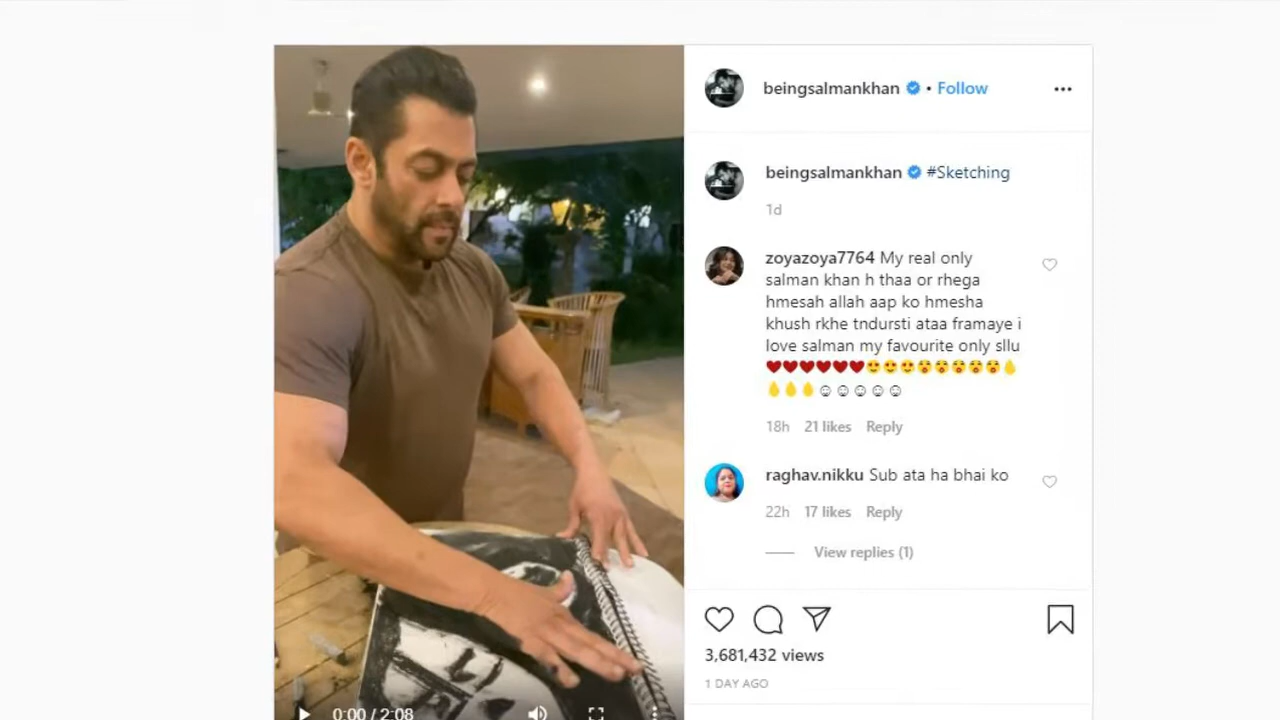 beingsalmankhan • Follow
beingsalmankhan #Sketching
1d
zoyazoya7764 My real only
salman khan h thaa or rhega
hmesah allah aap ko hmesha
khush rkhe tndursti ataa framaye i
love salman my favourite only sllu
18h 21 likes Reply
raghav.nikku Sub ata ha bhai ko
22h 17 likes Reply
View replies (1)
3,681,432 views
1 DAY AGO
0:00 / 2:08